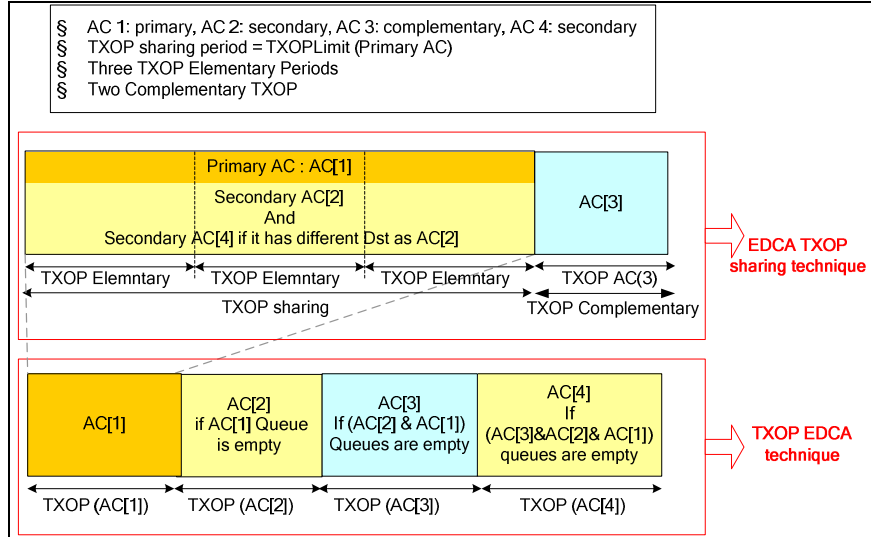 § AC 1: primary, AC 2: secondary, AC 3: complementary, AC 4: secondary
§ TXOP sharing period = TXOPLimit (Primary AC)
§ Three TXOP Elementary Periods
§ Two Complementary TXOP
Primary AC : AC[1]
Secondary AC[2]
And
Secondary AC[4] if it has different Dst as AC[2]
AC[3]
EDCA TXOP
sharing technique
TXOP Elemntary
TXOP Elemntary
TXOP Elemntary
TXOP AC(3)
TXOP sharing
TXOP Complementary
AC[1]
AC[2]
if AC[1] Queue
is empty
AC[3]
If (AC[2] & AC[1])
Queues are empty
AC[4]
If
(AC[3]&AC[2]& AC[1])
queues are empty
TXOP EDCA
technique
TXOP (AC[1])
TXOP (AC[2])
TXOP (AC[3])
TXOP (AC[4])